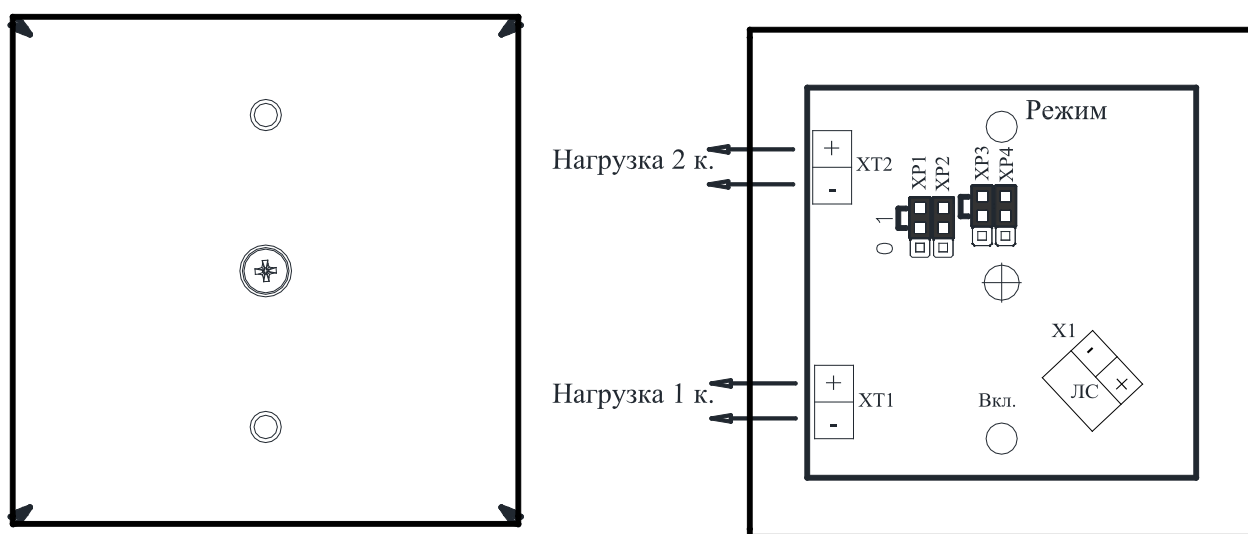 Режим
Нагрузка 2 к.
+
-
XT2
XP1
XP2
XP3
XP4
1
0
X1
-
+
ЛС
Нагрузка 1 к.
+
-
XT1
Вкл.